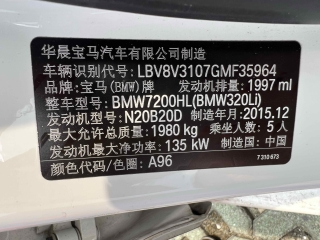 华晨宝马汽车有限公司制造
车辆识别代号: LBV8V3107GMF35964
品牌: 宝马(BMW) 发动机排量: 1997 ml
整车型号: BMW7200HL(BMW320Li)
发动机型号: N20B20D 制造年月: 2015.12
最大允许总质量: 1980 kg 乘坐人数: 5 人
发动机最大净功率: 135 kW 制造国: 中国
颜色代码/色圈: A96
7 310 673